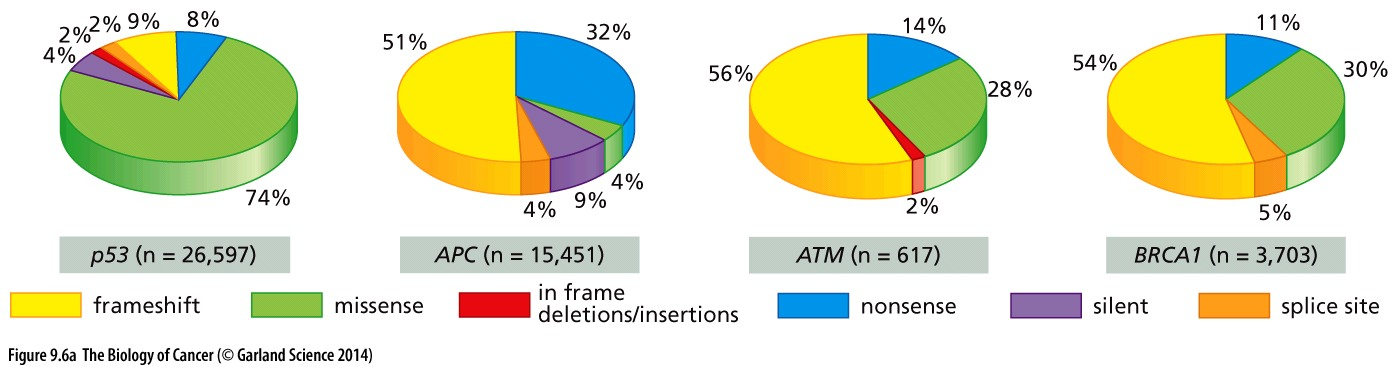 2% 2% 9% 8%
4%
74%
51% 32%
4% 9% 4%
56% 14%
28%
2%
54% 11%
30%
5%
p53 (n = 26,597)
APC (n = 15,451)
ATM (n = 617)
BRCA1 (n = 3,703)
frameshift
missense
in frame
deletions/insertions
nonsense
silent
splice site
Figure 9.6a The Biology of Cancer (© Garland Science 2014)